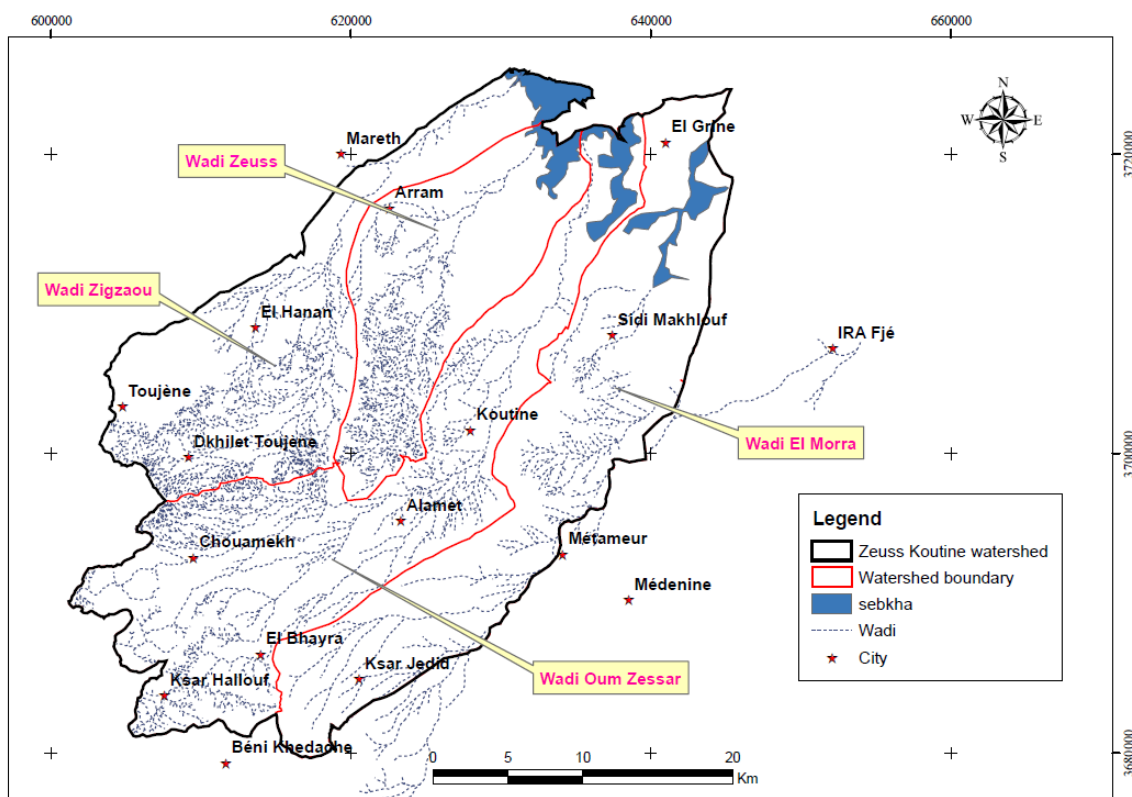 600000
620000
640000
660000
N
W
E
S
El Grine
Mareth
3720000
Wadi Zeuss
Arram
Wadi Zigzaou
El Hanan
Sidi Makhlouf
IRA Fjé
Toujène
Koutine
Wadi El Morra
Dkhilet Toujène
3700000
Alamet
Legend
Chouamekh
Métameur
Zeuss Koutine watershed
Watershed boundary
Médenine
sebkha
Wadi
El Bhayra
City
Ksar Jedid
Wadi Oum Zessar
Ksar Hallouf
Béni Khedache
3680000
0
5
10
20
Km